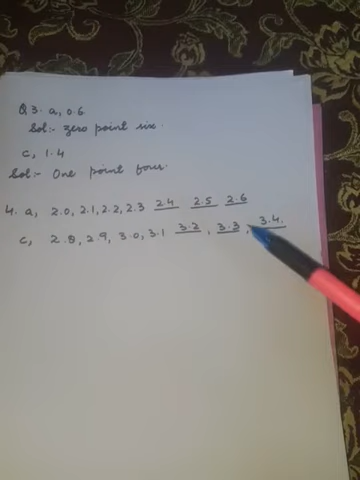 Q3. a, 0.6.
Sol:- zero point six.
c, 1.4
Sol:- One point four.
4. a, 2.0, 2.1, 2.2, 2.3 2.4 2.5 2.6
c, 2.8, 2.9, 3.0, 3.1 3.2, 3.3, 3.4.